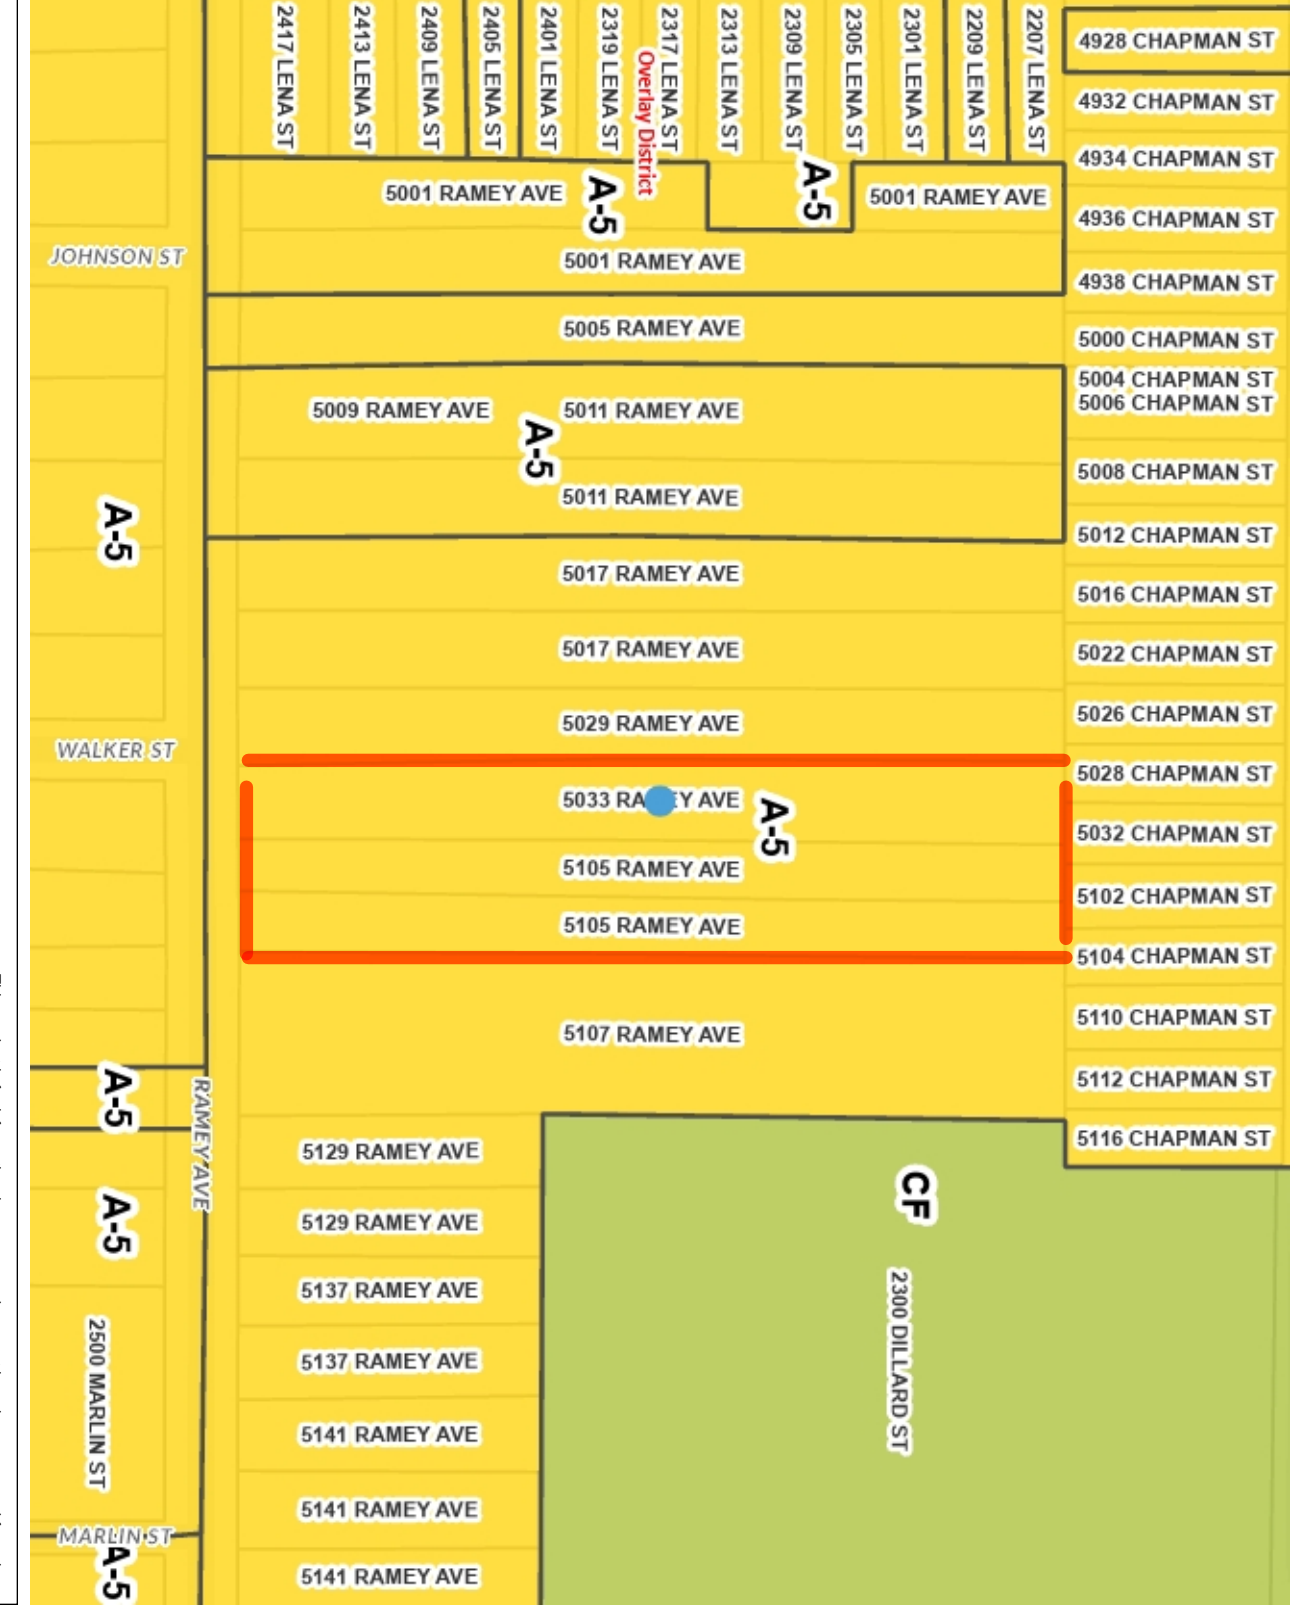 2417 LENA ST
2413 LENA ST
2409 LENA ST
2405 LENA ST
2401 LENA ST
2319 LENA ST
2317 LENA ST
2313 LENA ST
2309 LENA ST
2305 LENA ST
2301 LENA ST
2209 LENA ST
2207 LENA ST
Overlay District
4928 CHAPMAN ST
4932 CHAPMAN ST
4934 CHAPMAN ST
4936 CHAPMAN ST
4938 CHAPMAN ST
5000 CHAPMAN ST
5004 CHAPMAN ST
5006 CHAPMAN ST
5008 CHAPMAN ST
5012 CHAPMAN ST
5016 CHAPMAN ST
5022 CHAPMAN ST
5026 CHAPMAN ST
5028 CHAPMAN ST
5032 CHAPMAN ST
5102 CHAPMAN ST
5104 CHAPMAN ST
5110 CHAPMAN ST
5112 CHAPMAN ST
5116 CHAPMAN ST
5001 RAMEY AVE
A-5
A-5
5001 RAMEY AVE
5001 RAMEY AVE
5005 RAMEY AVE
5009 RAMEY AVE
A-5
5011 RAMEY AVE
5011 RAMEY AVE
5017 RAMEY AVE
5017 RAMEY AVE
5029 RAMEY AVE
5033 RAMEY AVE
A-5
5105 RAMEY AVE
5105 RAMEY AVE
5107 RAMEY AVE
5129 RAMEY AVE
5129 RAMEY AVE
5137 RAMEY AVE
5137 RAMEY AVE
5141 RAMEY AVE
5141 RAMEY AVE
5141 RAMEY AVE
CF
2300 DILLARD ST
JOHNSON ST
A-5
WALKER ST
A-5
RAMEY AVE
A-5
2500 MARLIN ST
MARLIN ST
A-5